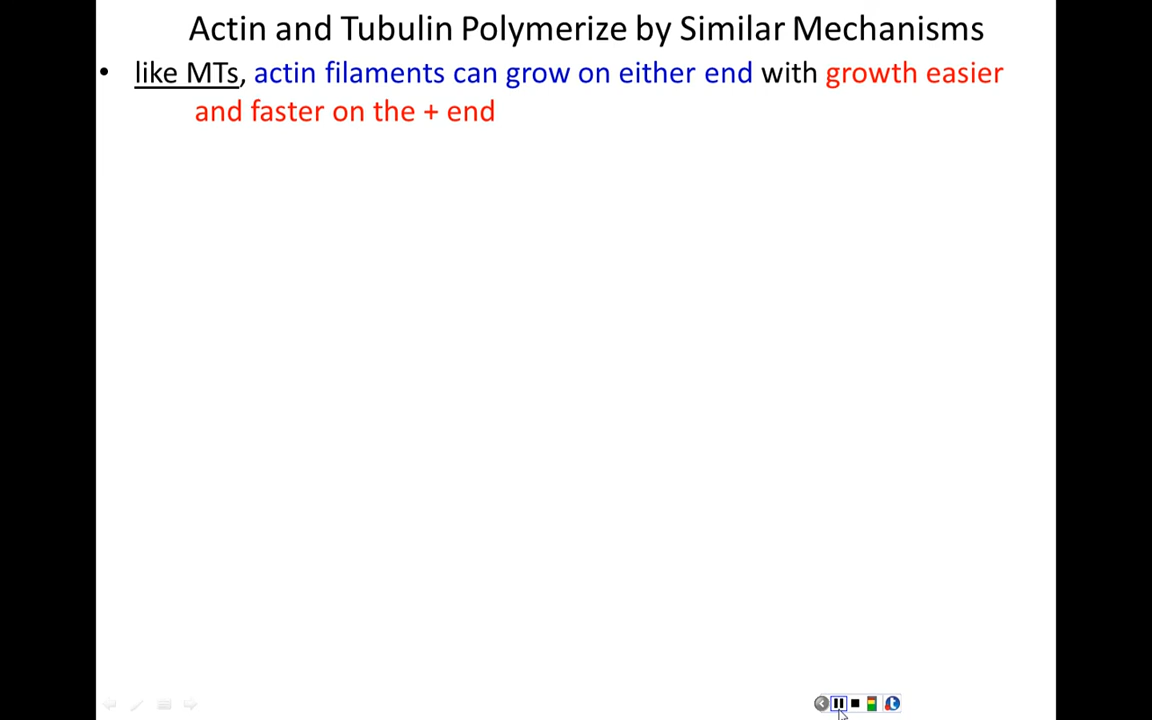 Actin and Tubulin Polymerize by Similar Mechanisms
• like MTs, actin filaments can grow on either end with growth easier
and faster on the + end